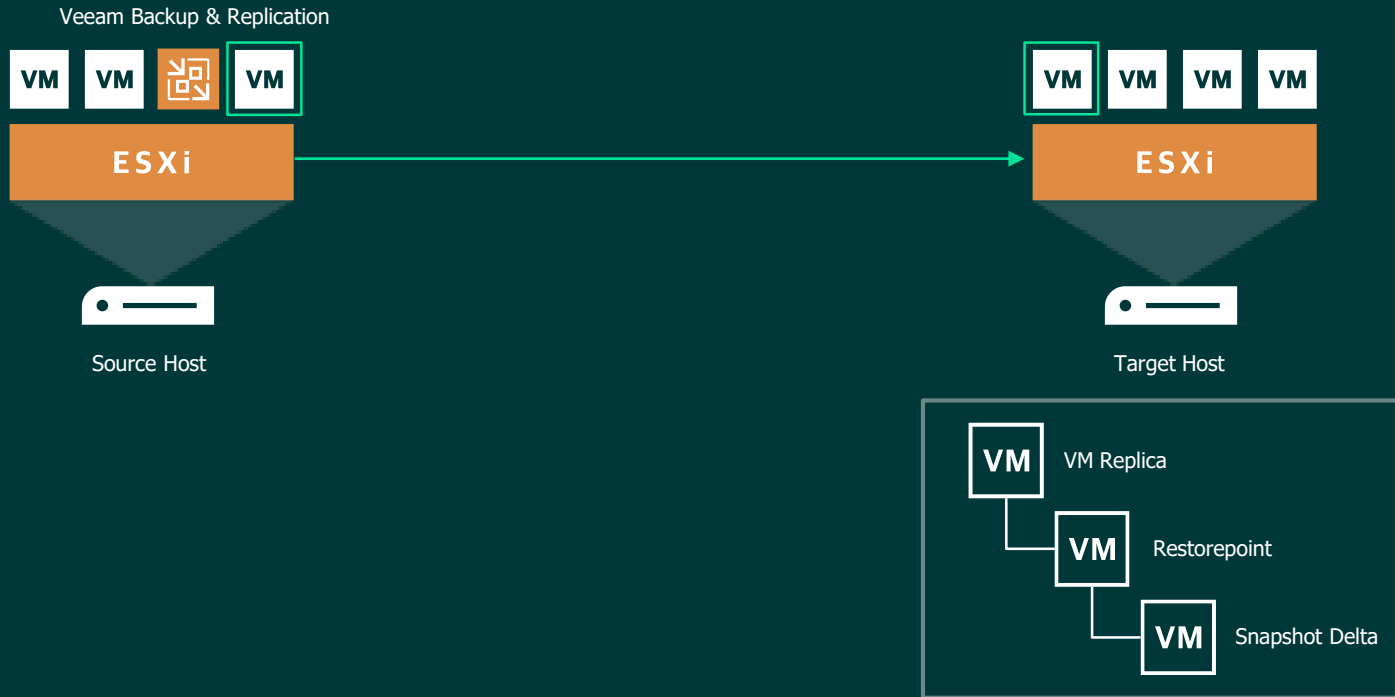 Veeam Backup & Replication
VM VM VM
VM VM VM VM
ESXi
ESXi
Source Host
Target Host
VM VM Replica
VM Restorepoint
VM Snapshot Delta